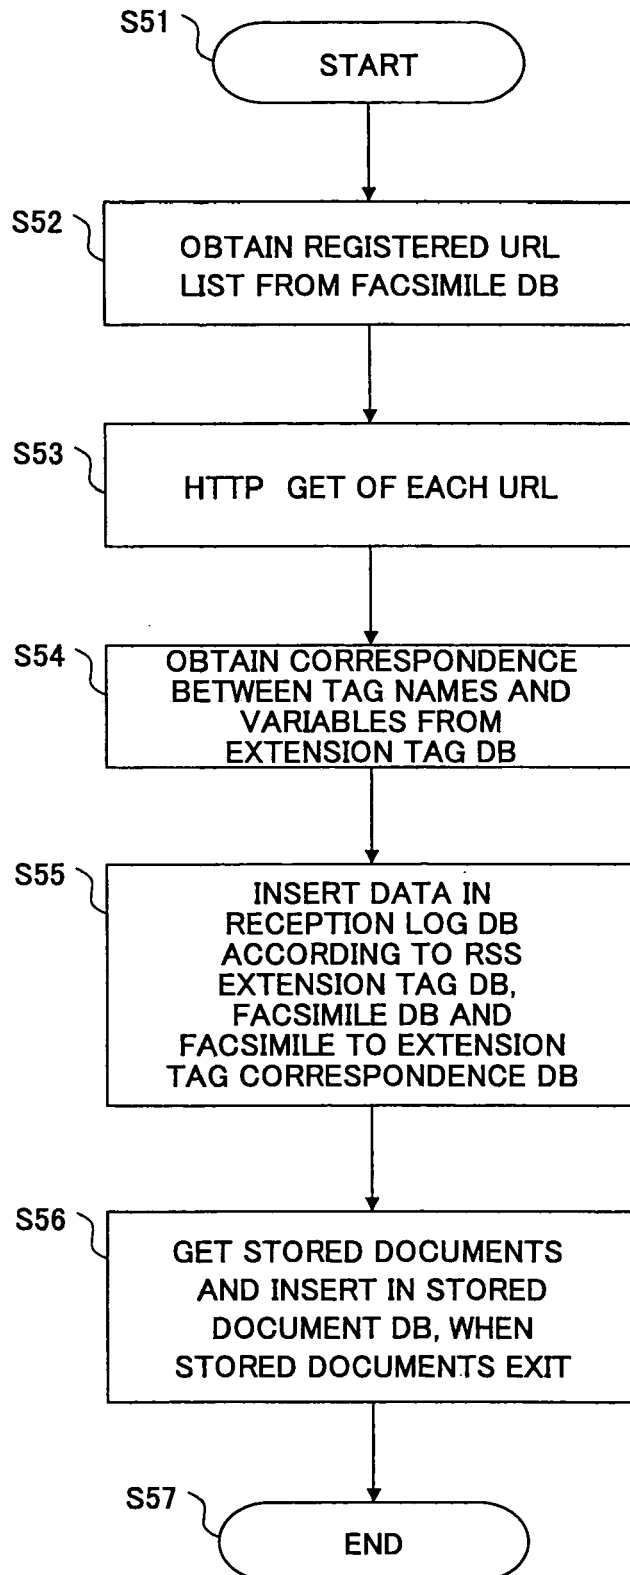 S51
START
S52
OBTAIN REGISTERED URL
LIST FROM FACSIMILE DB
S53
HTTP GET OF EACH URL
S54
OBTAIN CORRESPONDENCE
BETWEEN TAG NAMES AND
VARIABLES FROM
EXTENSION TAG DB
S55
INSERT DATA IN
RECEPTION LOG DB
ACCORDING TO RSS
EXTENSION TAG DB,
FACSIMILE DB AND
FACSIMILE TO EXTENSION
TAG CORRESPONDENCE DB
S56
GET STORED DOCUMENTS
AND INSERT IN STORED
DOCUMENT DB, WHEN
STORED DOCUMENTS EXIT
S57
END